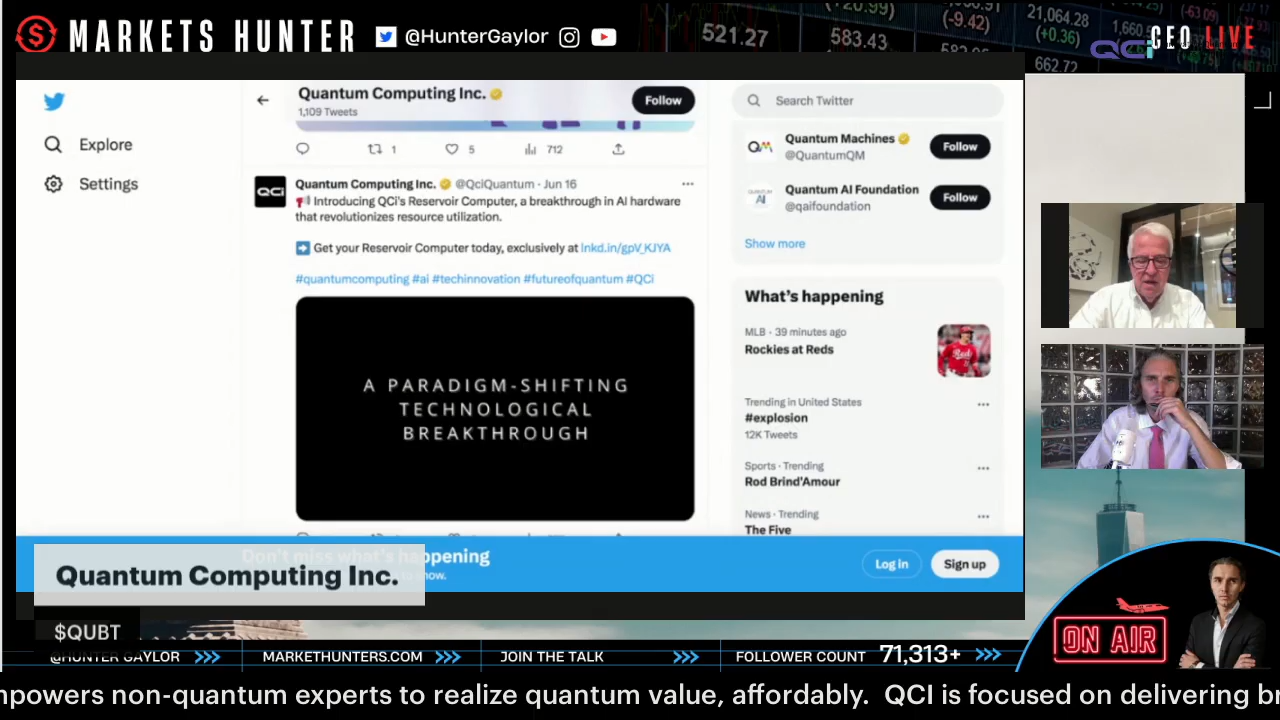 MARKETS HUNTER
@HunterGaylor
521.27
583.43
(-9.42)
21,064.28
(+0.36)
662.72
(-63.09)
QCi CEO LIVE
Quantum Computing Inc.
1,109 Tweets
Follow
Search Twitter
Explore
Settings
1 5 712
Quantum Machines
@QuantumQM
Follow
Quantum AI Foundation
@qaifoundation
Follow
Show more
QCi
Quantum Computing Inc. @QciQuantum · Jun 16
Introducing QCi's Reservoir Computer, a breakthrough in AI hardware
that revolutionizes resource utilization.
Get your Reservoir Computer today, exclusively at lnkd.in/gpV_KJYA
#quantumcomputing #ai #techinnovation #futureofquantum #QCi
A PARADIGM-SHIFTING
TECHNOLOGICAL
BREAKTHROUGH
What's happening
MLB · 39 minutes ago
Rockies at Reds
Trending in United States
#explosion
12K Tweets
Sports · Trending
Rod Brind'Amour
News · Trending
The Five
Don't miss what's happening
Log in
Sign up
Quantum Computing Inc.
$QUBT
@HUNTER GAYLOR
MARKETHUNTERS.COM
JOIN THE TALK
FOLLOWER COUNT 71,313+
ON AIR
mpowers non-quantum experts to realize quantum value, affordably. QCI is focused on delivering br